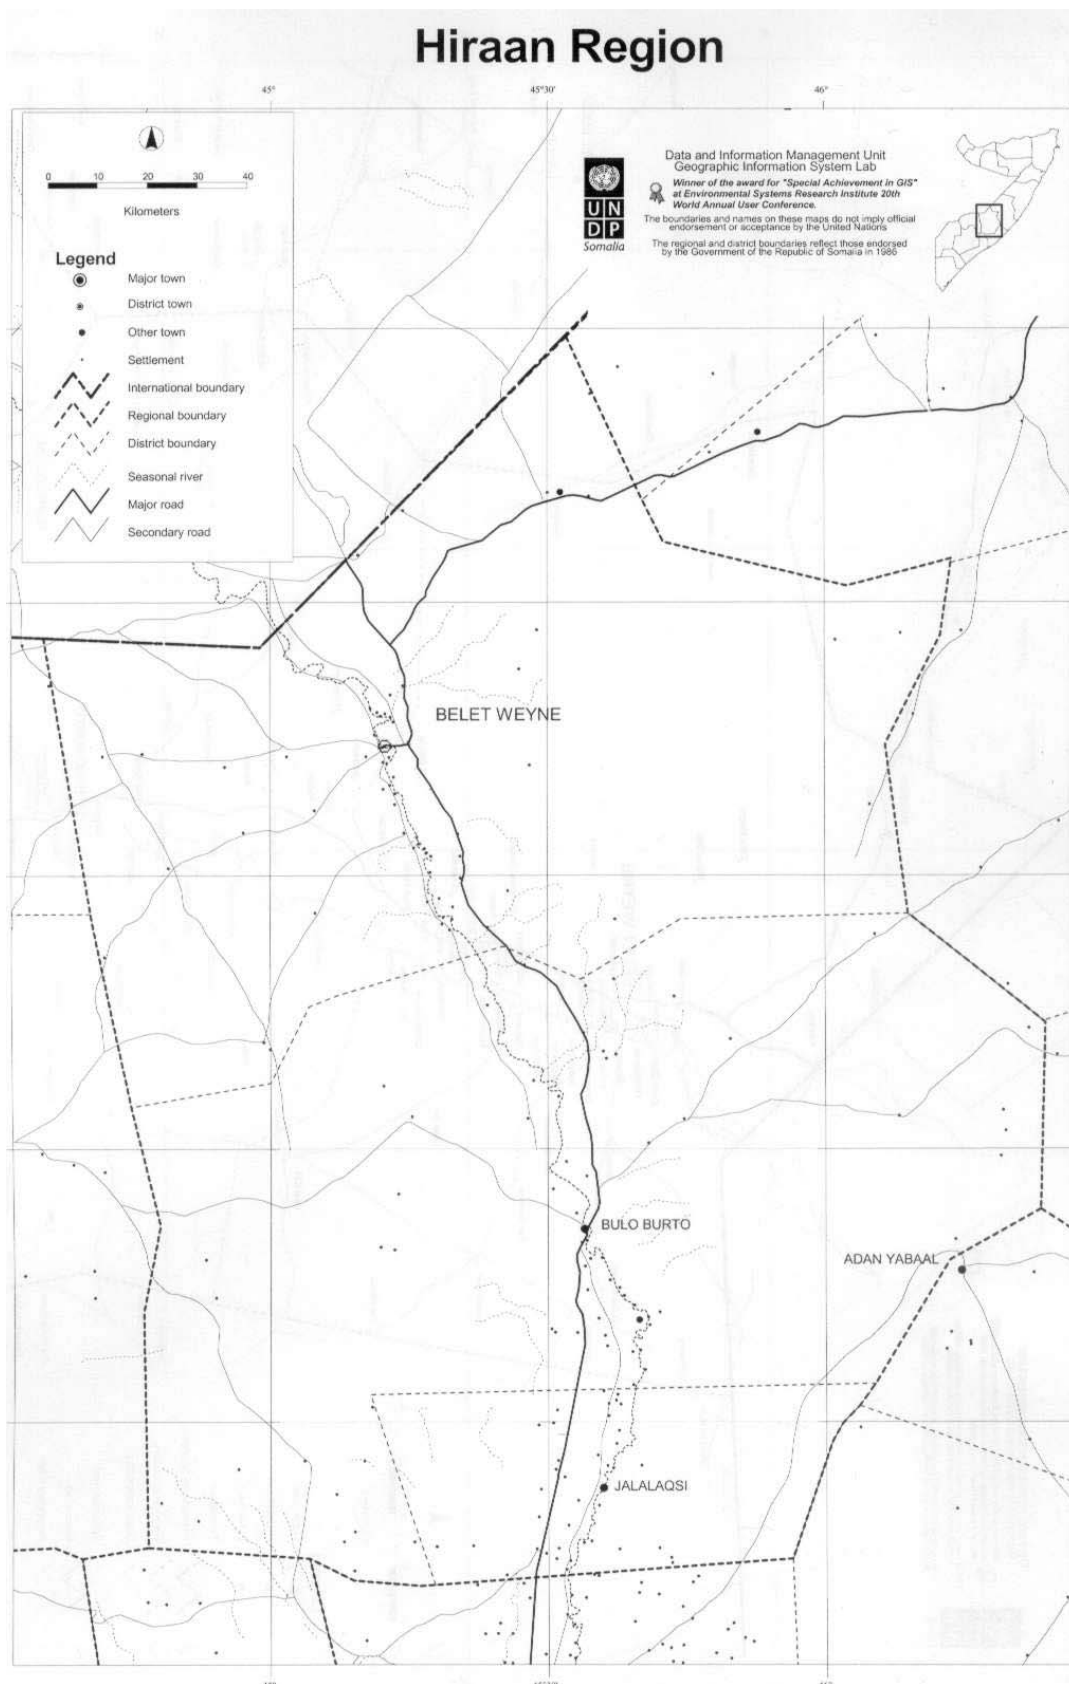 Hiraan Region
45°
45°30'
46°
0 10 20 30 40
Kilometers
Legend
Major town
District town
Other town
Settlement
International boundary
Regional boundary
District boundary
Seasonal river
Major road
Secondary road
UN
DP
Somalia
Data and Information Management Unit
Geographic Information System Lab
Winner of the award for "Special Achievement in GIS"
at Environmental Systems Research Institute 20th
World Annual User Conference.
The boundaries and names on these maps do not imply official
endorsement or acceptance by the United Nations
The regional and district boundaries reflect those endorsed
by the Government of the Republic of Somalia in 1986
BELET WEYNE
BULO BURTO
ADAN YABAAL
JALALAQSI